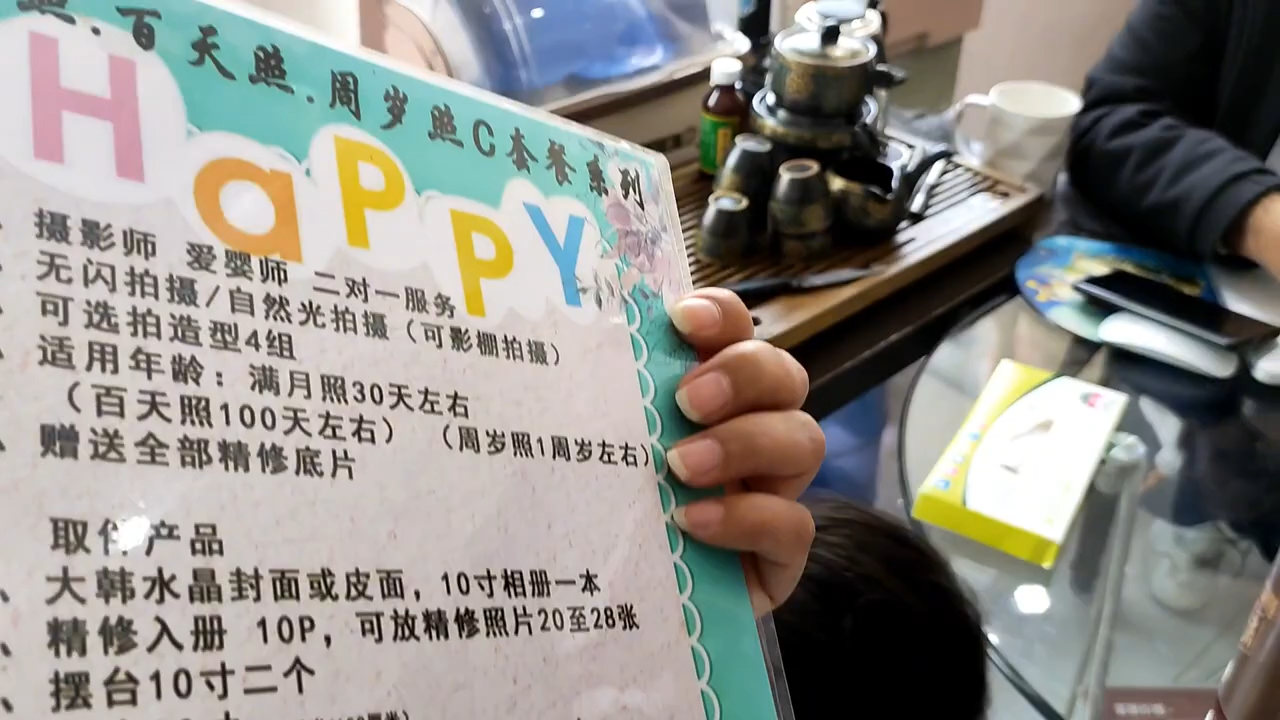 照.百天照.周岁照C套餐系列
HaPPY
摄影师 爱婴师 二对一服务
无闪拍摄/自然光拍摄（可影棚拍摄）
可选拍造型4组
适用年龄：满月照30天左右
（百天照100天左右） （周岁照1周岁左右）
赠送全部精修底片
取件产品
、大韩水晶封面或皮面，10寸相册一本
、精修入册 10P，可放精修照片20至28张
、摆台10寸二个